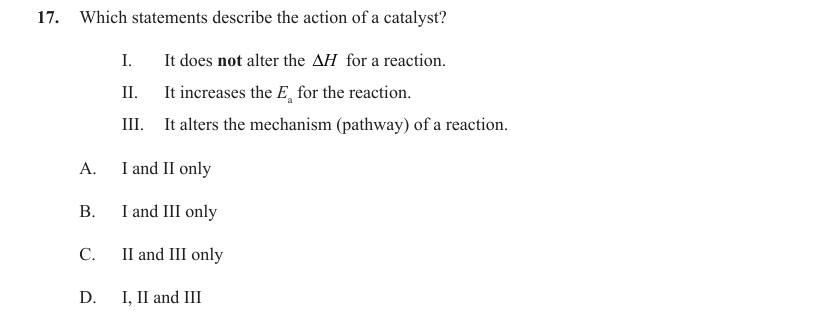 17. Which statements describe the action of a catalyst?
I. It does not alter the ΔH for a reaction.
II. It increases the Ea for the reaction.
III. It alters the mechanism (pathway) of a reaction.
A. I and II only
B. I and III only
C. II and III only
D. I, II and III